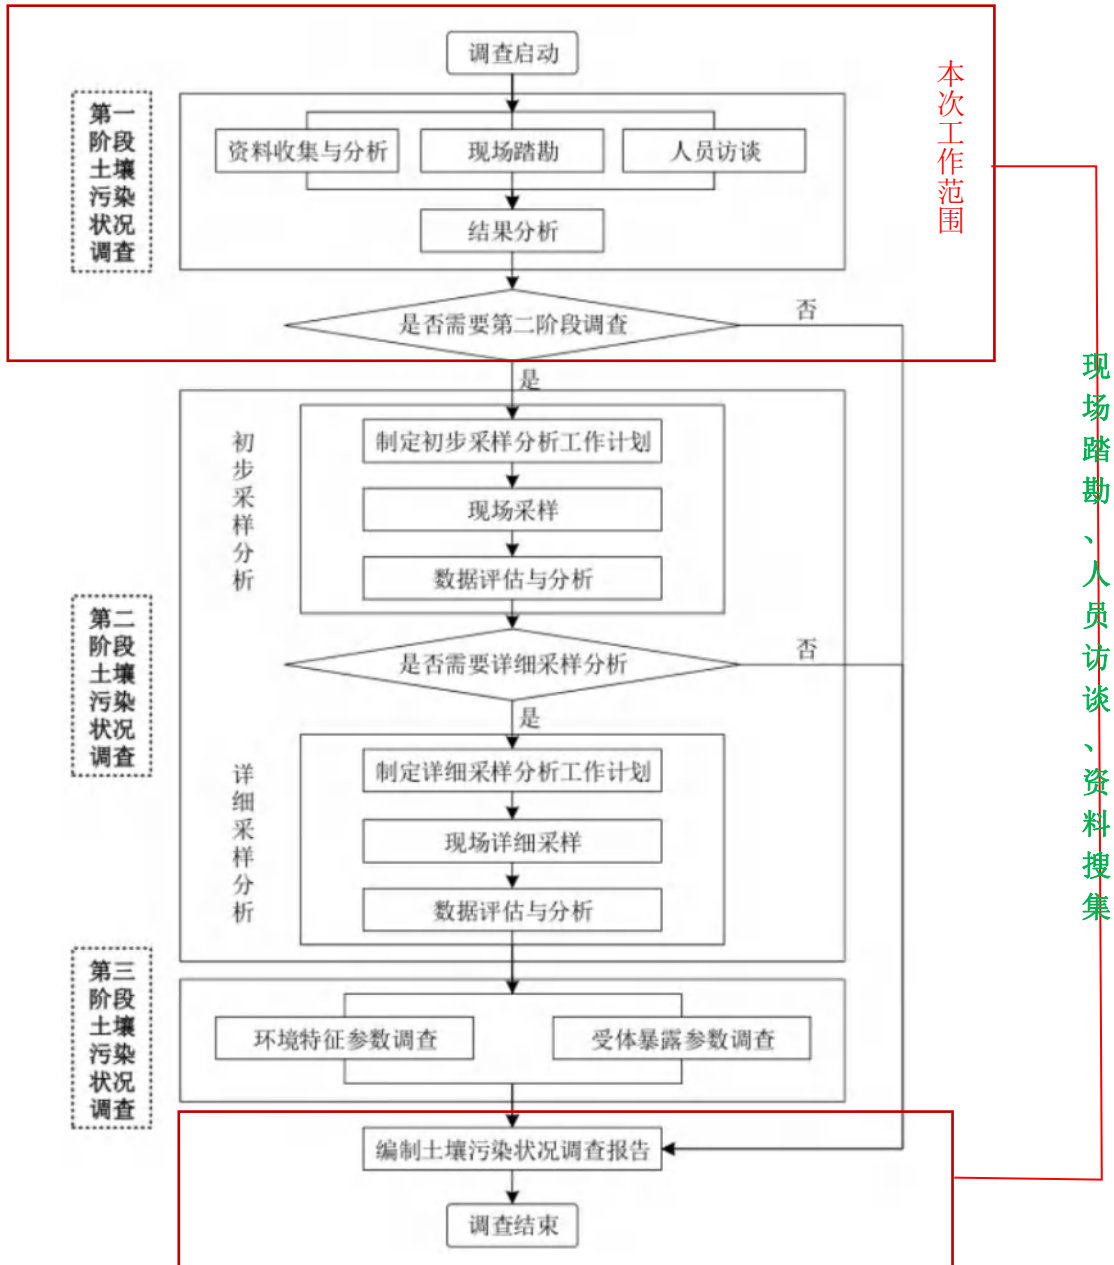 调查启动
本次工作范围
第一
阶段
土壤
污染
状况
调查
资料收集与分析
现场踏勘
人员访谈
结果分析
是否需要第二阶段调查
否
是
现场踏勘、人员访谈、资料搜集
初步采样分析
制定初步采样分析工作计划
现场采样
数据评估与分析
第二
阶段
土壤
污染
状况
调查
是否需要详细采样分析
否
是
详细采样分析
制定详细采样分析工作计划
现场详细采样
数据评估与分析
第三
阶段
土壤
污染
状况
调查
环境特征参数调查
受体暴露参数调查
编制土壤污染状况调查报告
调查结束